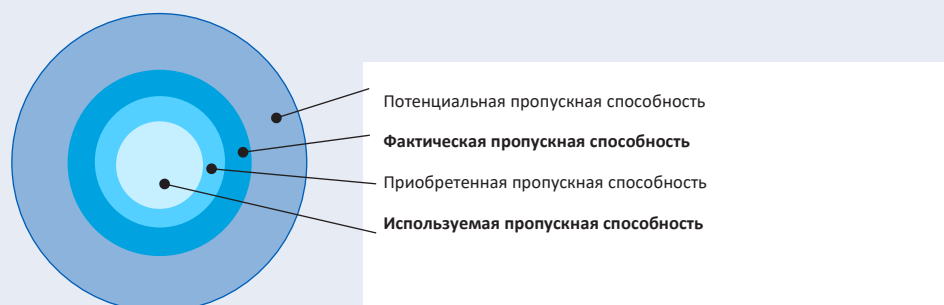 Потенциальная пропускная способность
Фактическая пропускная способность
Приобретенная пропускная способность
Используемая пропускная способность